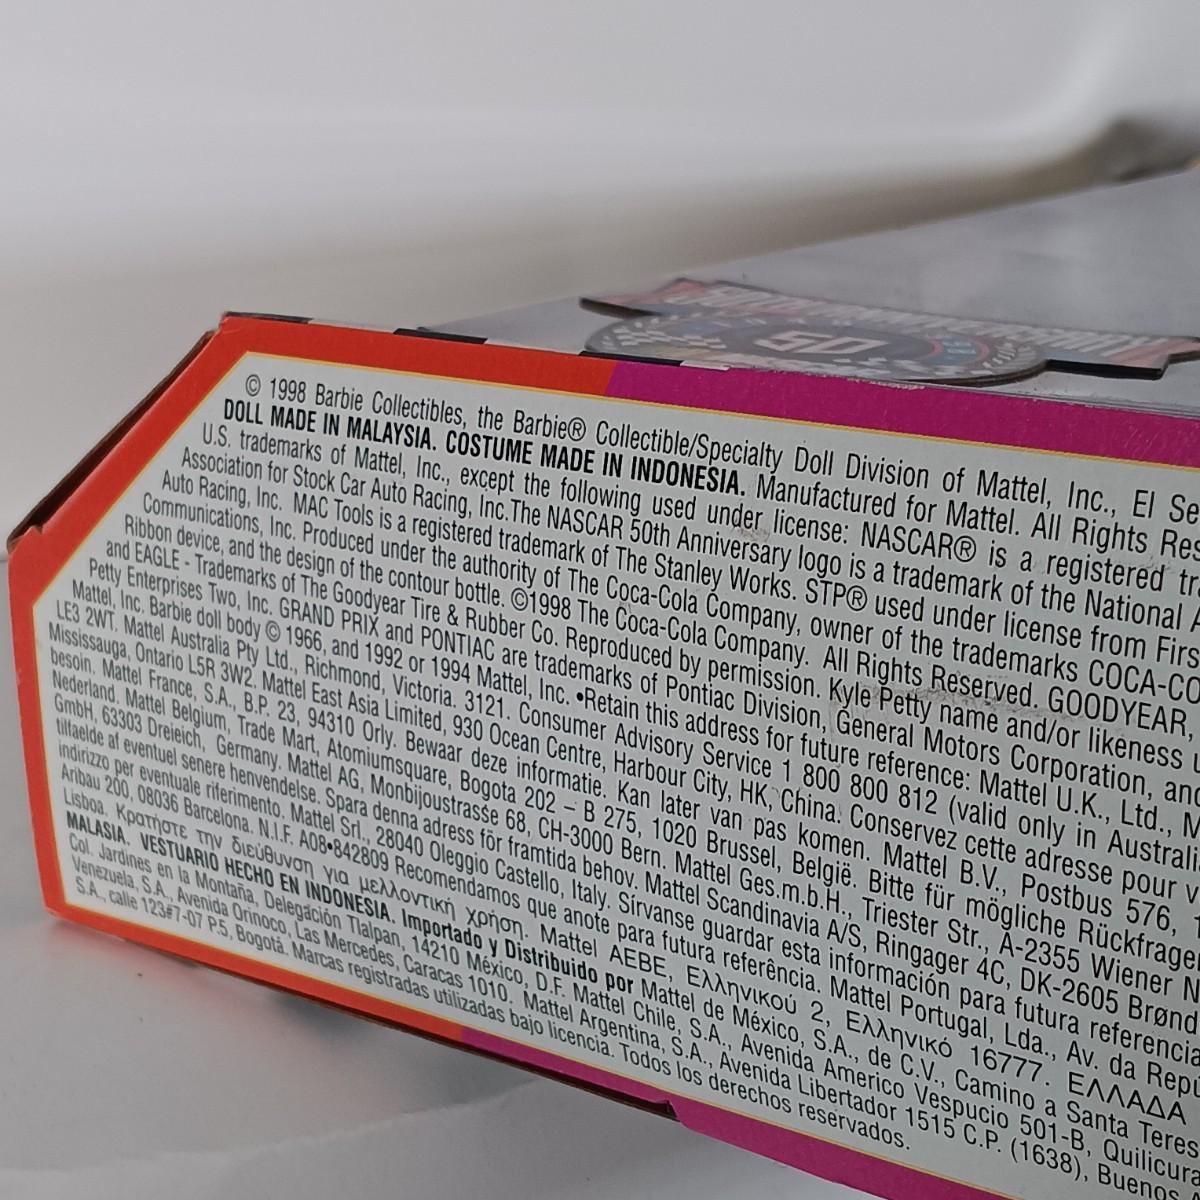 50
© 1998 Barbie Collectibles, the Barbie® Collectible/Specialty Doll Division of Mattel, Inc., El
DOLL MADE IN MALAYSIA. COSTUME MADE IN INDONESIA. Manufactured for Mattel. All Rights
U.S. trademarks of Mattel, Inc., except the following used under license: NASCAR® is a registered
Association for Stock Car Auto Racing, Inc. The NASCAR 50th Anniversary logo is a trademark of the National
Auto Racing, Inc. MAC Tools is a registered trademark of The Stanley Works. STP® used under license from
Communications, Inc. Produced under the authority of The Coca-Cola Company, owner of the trademarks
Ribbon device, and the design of the contour bottle. ©1998 The Coca-Cola Company. All Rights Reserved. GOODYEAR,
and EAGLE - Trademarks of The Goodyear Tire & Rubber Co. Reproduced by permission. Kyle Petty name and/or likeness
Petty Enterprises Two, Inc. GRAND PRIX and PONTIAC are trademarks of Pontiac Division, General Motors Corporation, and
Mattel, Inc. Barbie doll body © 1966, and 1992 or 1994 Mattel, Inc. •Retain this address for future reference: Mattel U.K., Ltd.,
LE3 2WT. Mattel Australia Pty Ltd., Richmond, Victoria. 3121. Consumer Advisory Service 1 800 800 812 (valid only in
Mississauga, Ontario L5R 3W2. Mattel East Asia Limited, 930 Ocean Centre, Harbour City, HK, China. Conservez cette adresse pour
besoin. Mattel France, S.A., B.P. 23, 94310 Orly. Bewaar deze informatie. Kan later van pas komen. Mattel B.V., Postbus 576,
Nederland. Mattel Belgium, Trade Mart, Atomiumsquare, Bogota 202 – B 275, 1020 Brussel, België. Bitte für mögliche
GmbH, 63303 Dreieich, Germany. Mattel AG, Monbijoustrasse 68, CH-3000 Bern. Mattel Ges.m.b.H., Triester Str., A-2355 Wiener
tilfaelde af eventuel senere henvendelse. Spara denna adress för framtida behov. Mattel Scandinavia A/S, Ringager 4C, DK-2605
indirizzo per eventuale riferimento. Mattel Srl., 28040 Oleggio Castello, Italy. Sírvanse guardar esta información para futura
Aribau 200, 08036 Barcelona. N.I.F. A08•842809 Recomendamos que anote para futura referência. Mattel Portugal, Lda., Av. da
Lisboa. Κρατήστε την διεύθυνση για μελλοντική χρήση. Mattel AEBE, Ελληνικού 2, Ελληνικό 16777. ΕΛΛΑΔΑ
MALASIA. VESTUARIO HECHO EN INDONESIA. Importado y Distribuido por Mattel de México, S.A., de C.V., Camino a Santa
Col. Jardines en la Montaña, Delegáción Tlalpan, 14210 México, D.F. Mattel Chile, S.A., Avenida Americo Vespucio 501-B,
Venezuela, S.A., Avenida Orinoco, Las Mercedes, Caracas 1010. Mattel Argentina, S.A., Avenida Libertador 1515 C.P. (1638),
S.A., calle 123#7-07 P.5, Bogotá. Marcas registradas utilizadas bajo licencia. Todos los derechos reservados.